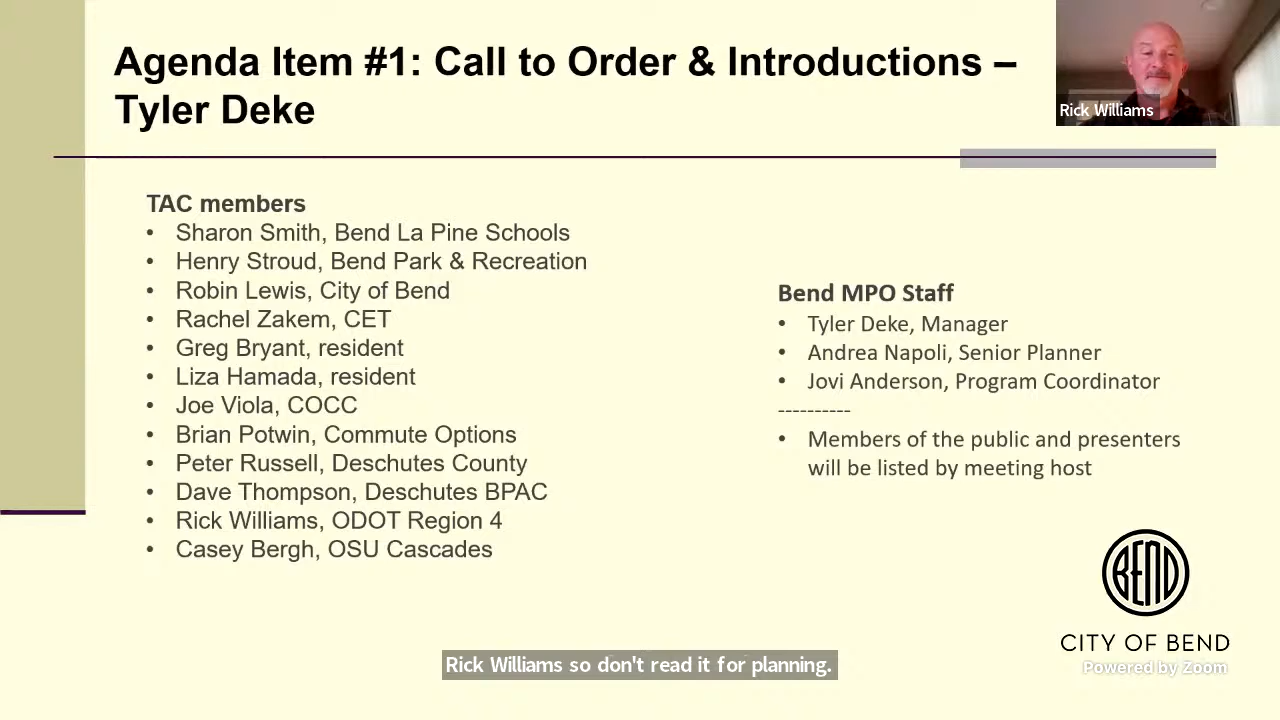 Agenda Item #1: Call to Order & Introductions –
Tyler Deke
Rick Williams
TAC members
• Sharon Smith, Bend La Pine Schools
• Henry Stroud, Bend Park & Recreation
• Robin Lewis, City of Bend
• Rachel Zakem, CET
• Greg Bryant, resident
• Liza Hamada, resident
• Joe Viola, COCC
• Brian Potwin, Commute Options
• Peter Russell, Deschutes County
• Dave Thompson, Deschutes BPAC
• Rick Williams, ODOT Region 4
• Casey Bergh, OSU Cascades
Bend MPO Staff
• Tyler Deke, Manager
• Andrea Napoli, Senior Planner
• Jovi Anderson, Program Coordinator
----------
• Members of the public and presenters
will be listed by meeting host
BEND
CITY OF BEND
Powered by Zoom
Rick Williams so don't read it for planning.